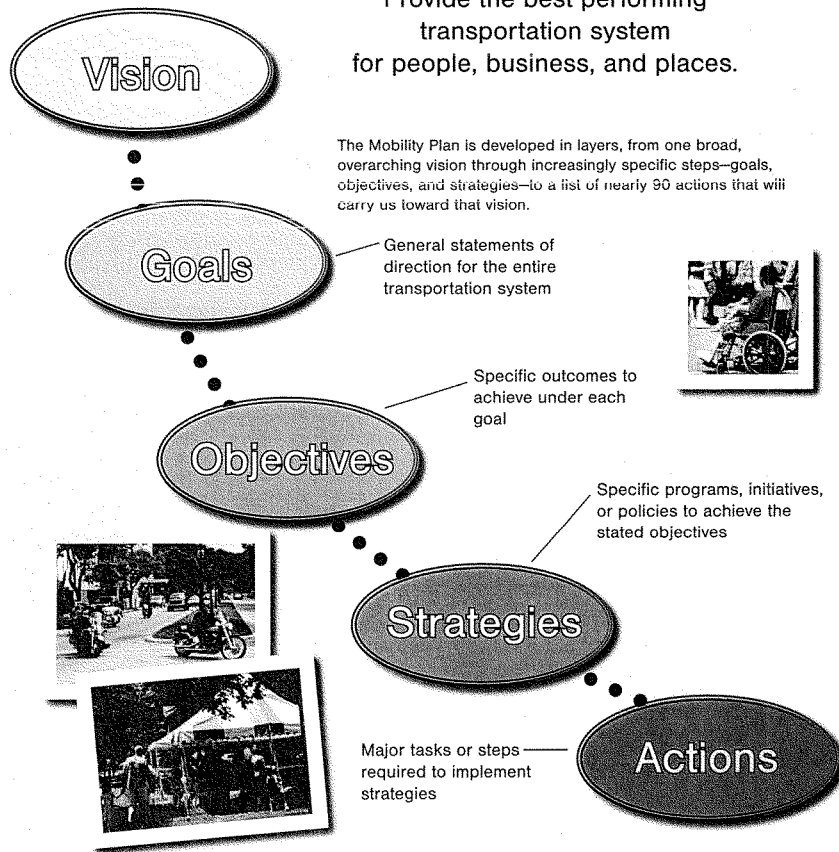 Provide the best performing
transportation system
for people, business, and places.
Vision
The Mobility Plan is developed in layers, from one broad,
overarching vision through increasingly specific steps—goals,
objectives, and strategies—to a list of nearly 90 actions that will
carry us toward that vision.
Goals
General statements of
direction for the entire
transportation system
Objectives
Specific outcomes to
achieve under each
goal
Strategies
Specific programs, initiatives,
or policies to achieve the
stated objectives
Actions
Major tasks or steps
required to implement
strategies